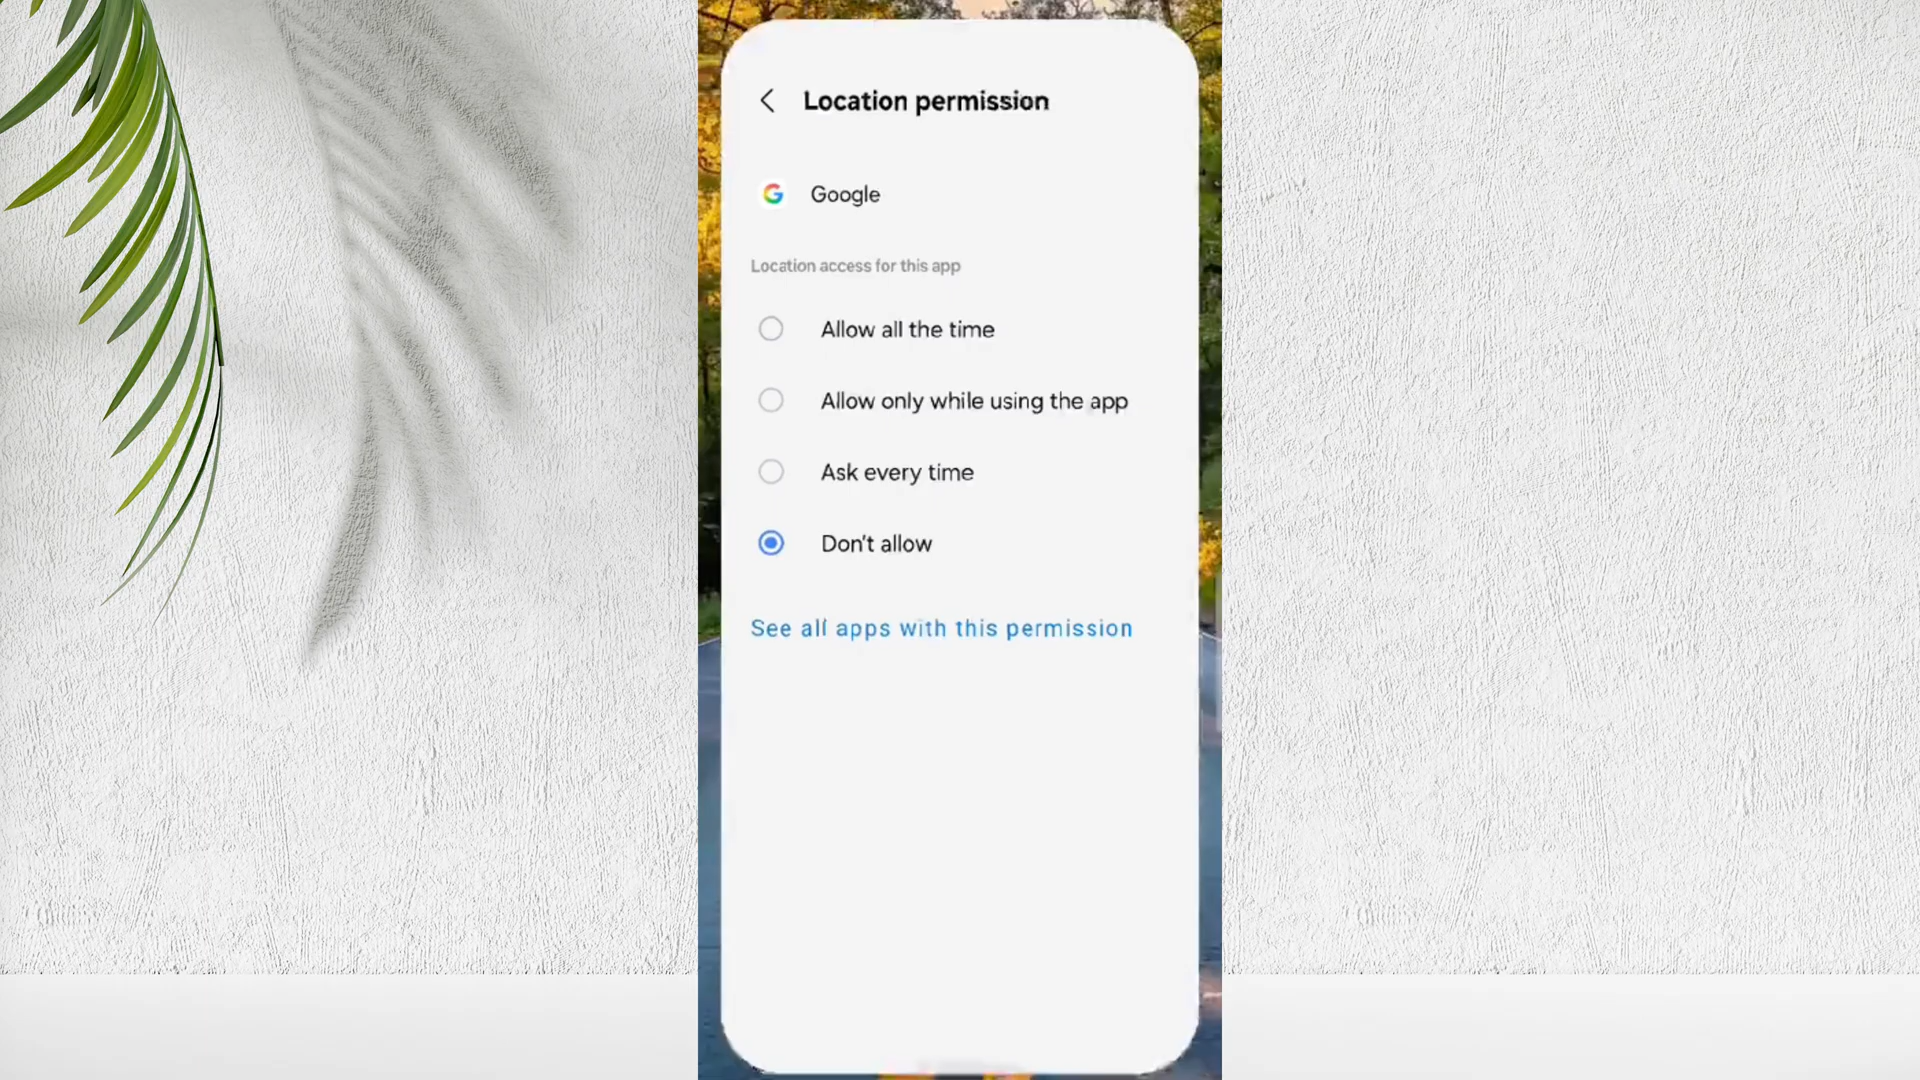 Location permission
Google
Location access for this app
Allow all the time
Allow only while using the app
Ask every time
Don't allow
See all apps with this permission